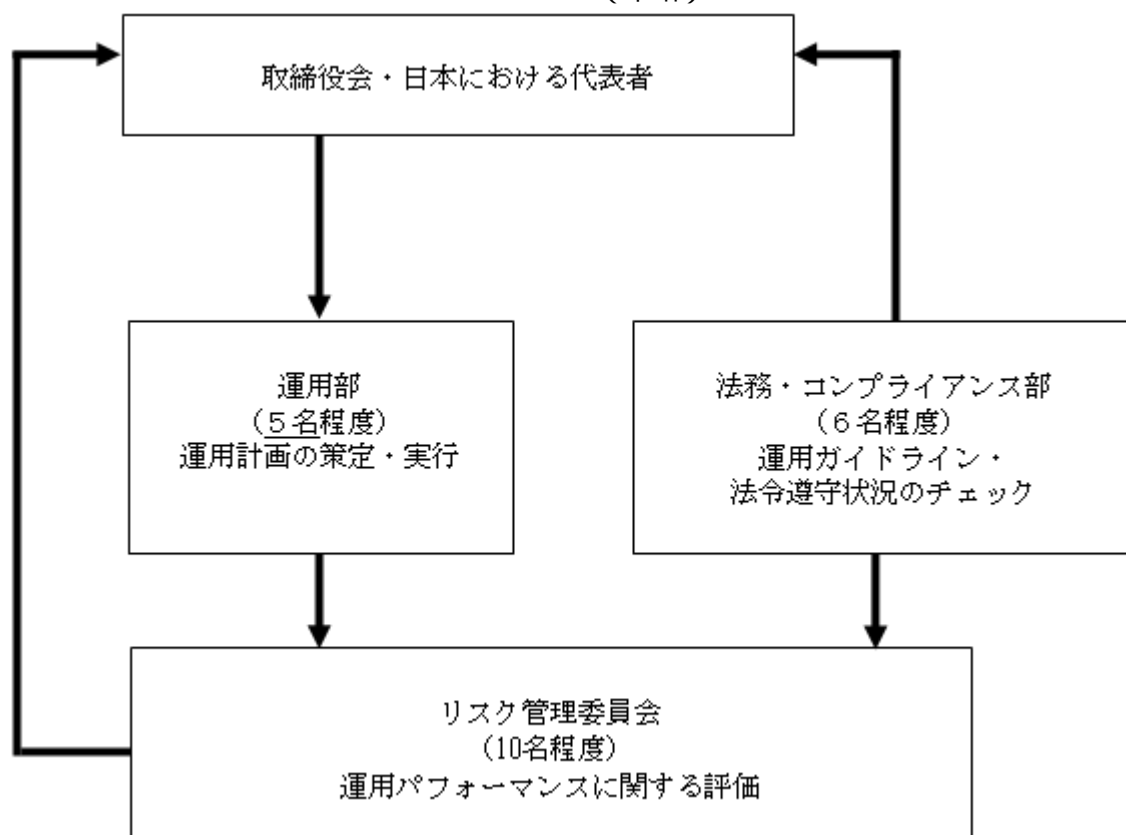 取締役会・日本における代表者
運用部
(５名程度)
運用計画の策定・実行
法務・コンプライアンス部
(６名程度)
運用ガイドライン・
法令遵守状況のチェック
リスク管理委員会
(10名程度)
運用パフォーマンスに関する評価